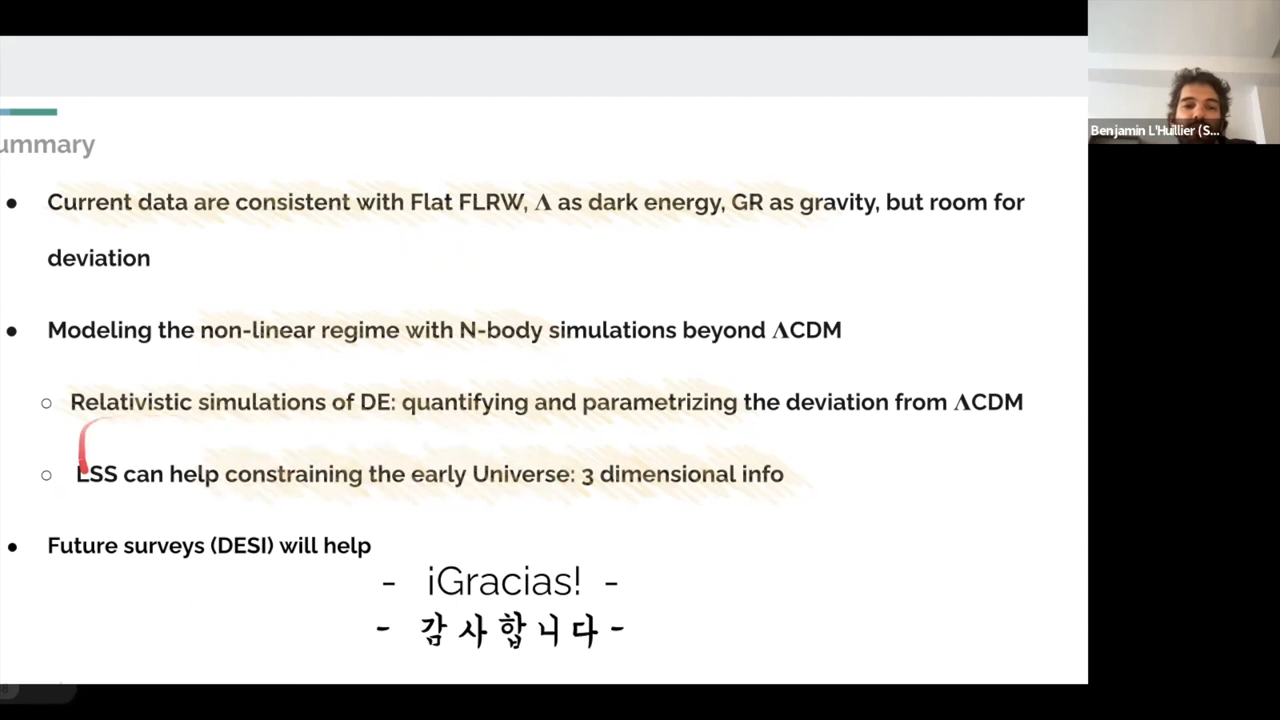 ummary
Benjamin L'Huillier (S...
● Current data are consistent with Flat FLRW, Λ as dark energy, GR as gravity, but room for
deviation
● Modeling the non-linear regime with N-body simulations beyond ΛCDM
○ Relativistic simulations of DE: quantifying and parametrizing the deviation from ΛCDM
○ LSS can help constraining the early Universe: 3 dimensional info
● Future surveys (DESI) will help
- ¡Gracias! -
- 감사합니다 -